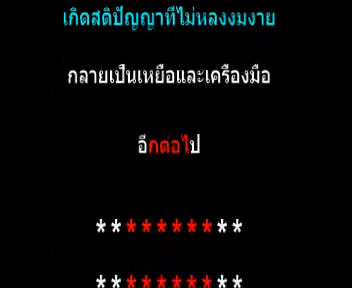 เกิดสติปัญญาที่ไม่หลงงมงาย
กลายเป็นเหยื่อและเครื่องมือ
อีกต่อไป
**********
**********